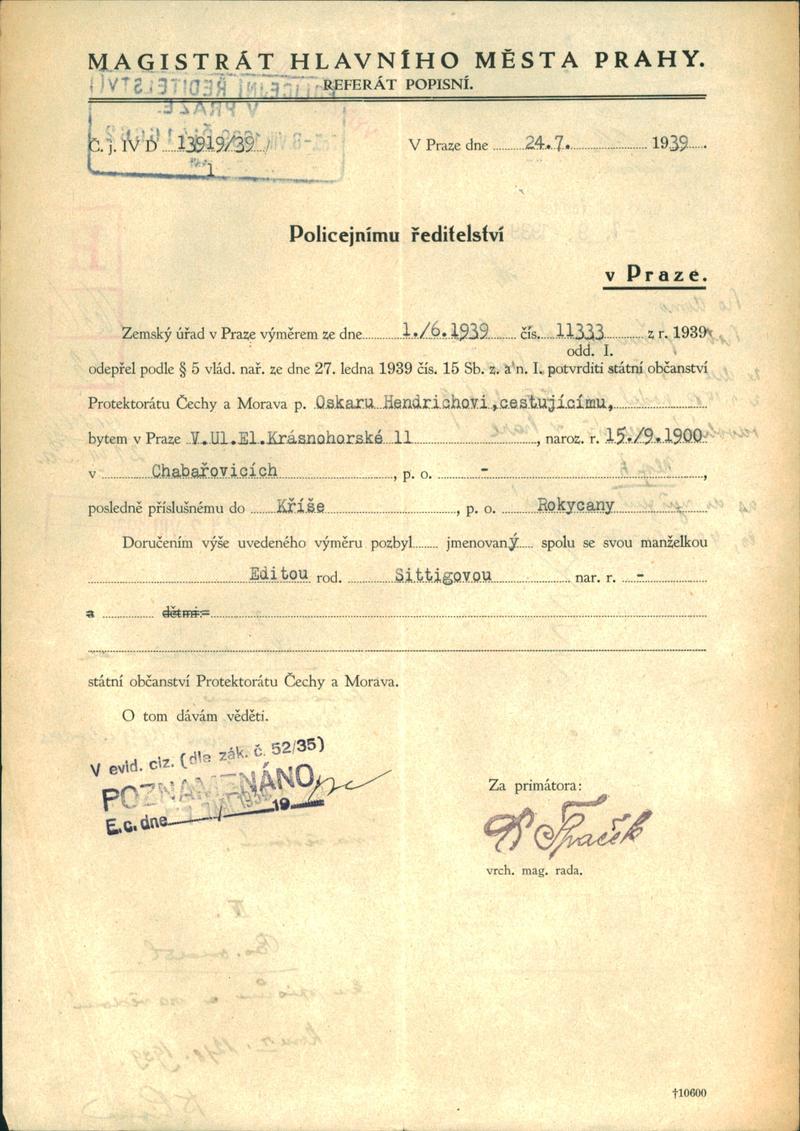 MAGISTRÁT HLAVNÍHO MĚSTA PRAHY.
REFERÁT POPISNÍ.
Č. j. IV D 13919/39
1
V Praze dne 24. 7. 1939.
Policejnímu ředitelství
v Praze.
Zemský úřad v Praze výměrem ze dne 1./6.1939 čís. 11333 z r. 1939
odd. I.
odepřel podle § 5 vlád. nař. ze dne 27. ledna 1939 čís. 15 Sb. z. a n. I. potvrditi státní občanství
Protektorátu Čechy a Morava p. Oskaru Hendrichovi,cestujícímu,
bytem v Praze V.Ul.El.Krásnohorské 11, naroz. r. 15./9.1900
v Chabařovicích, p. o. -,
posledně příslušnému do Kříše, p. o. Rokycany
Doručením výše uvedeného výměru pozbyl jmenovaný spolu se svou manželkou
Editou rod. Sittigovou nar. r. -
a dětmi:
státní občanství Protektorátu Čechy a Morava.
O tom dávám věděti.
V evid. ciz. (dle zák. č. 52/35)
POZNAMENÁNO
E.c. dne 19
Za primátora:
Špaček
vrch. mag. rada.
†10600